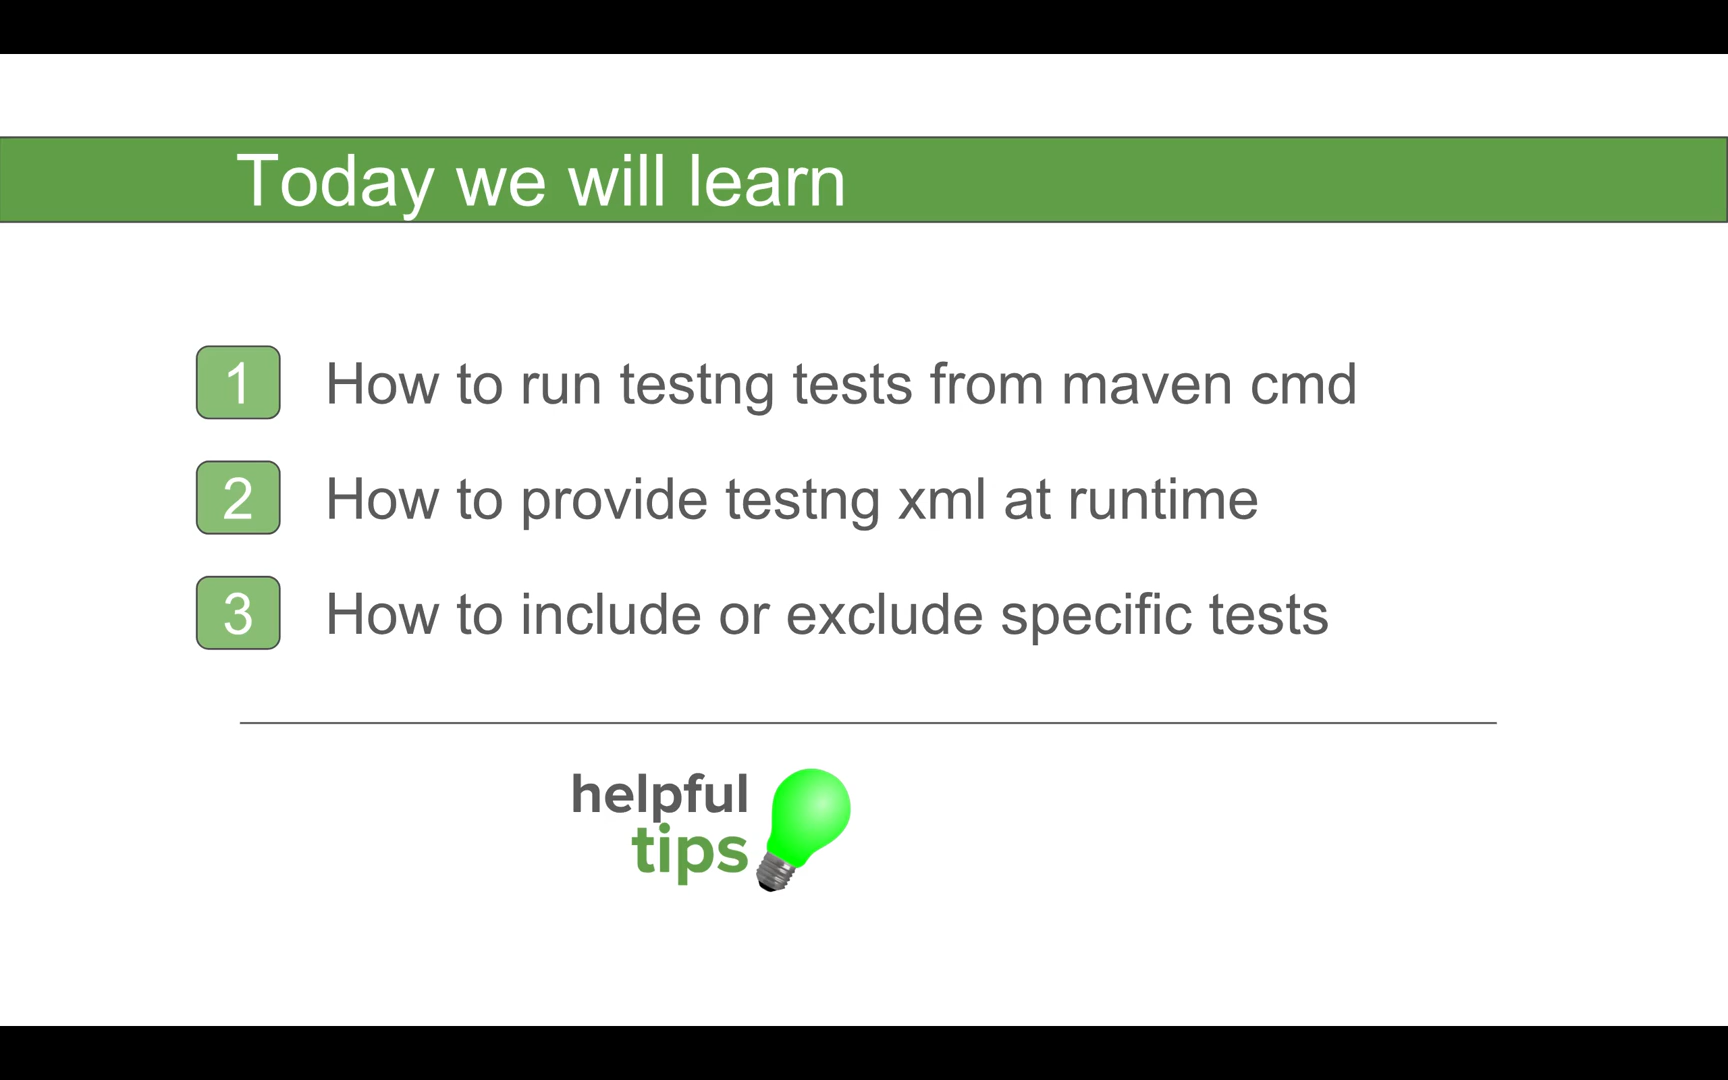 Today we will learn
1 How to run testng tests from maven cmd
2 How to provide testng xml at runtime
3 How to include or exclude specific tests
helpful
tips